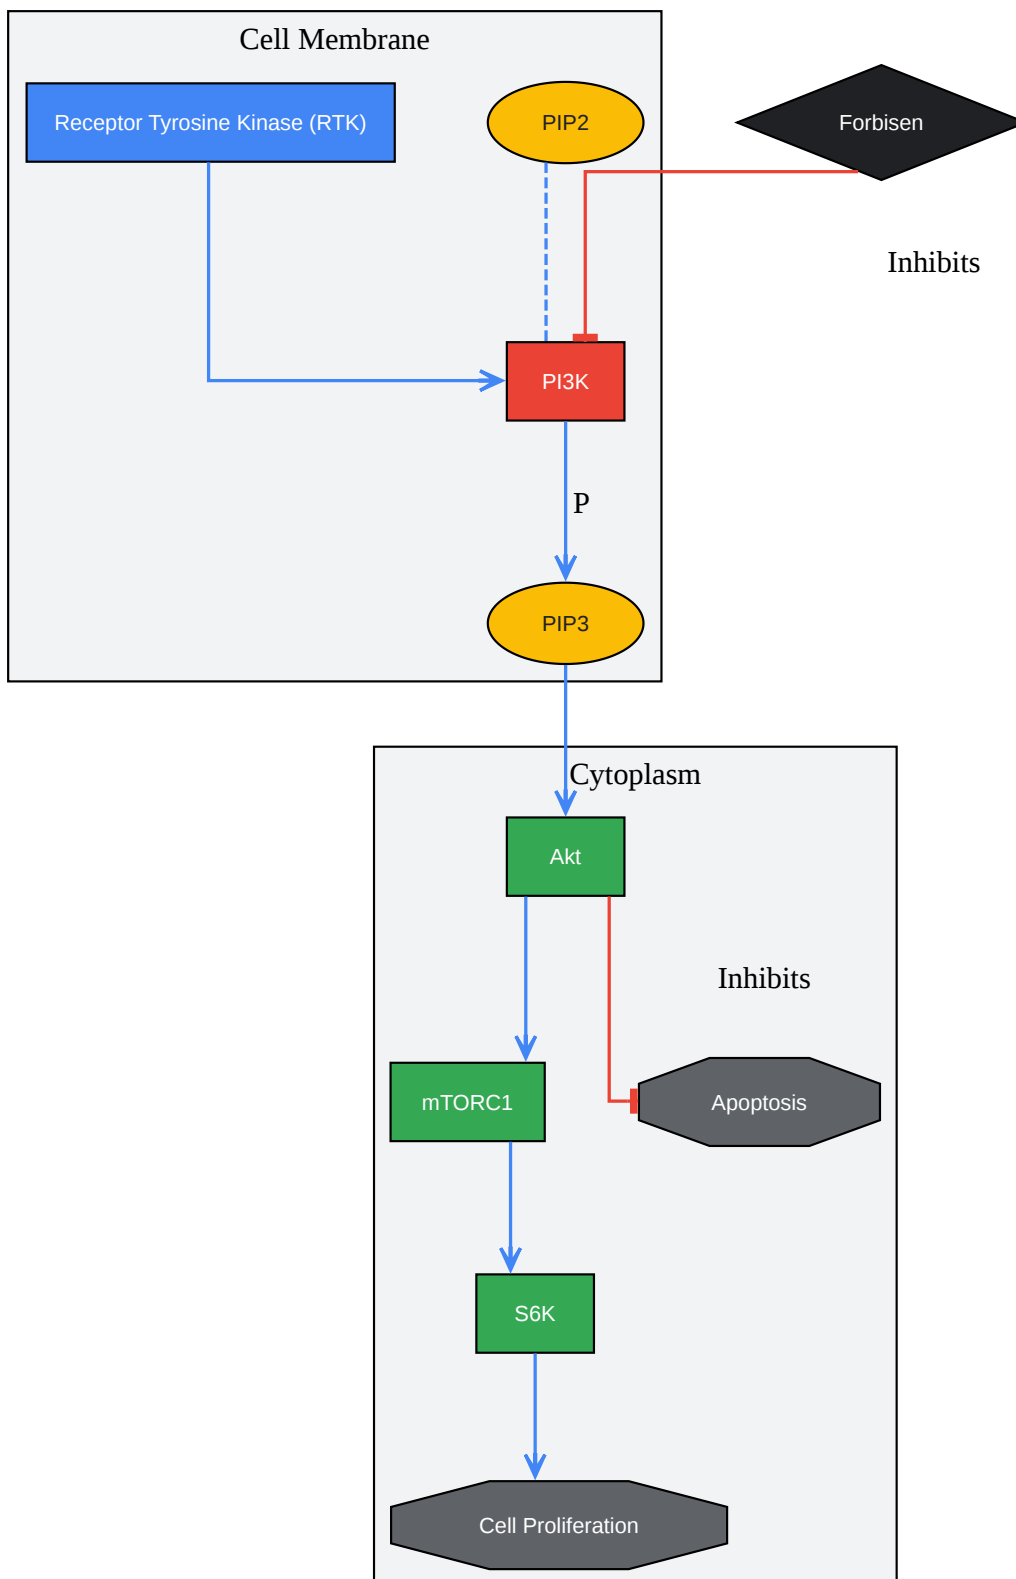 Cell Membrane
Receptor Tyrosine Kinase (RTK)
PIP2
Forbisen
Inhibits
PI3K
P
PIP3
Cytoplasm
Akt
Inhibits
mTORC1
Apoptosis
S6K
Cell Proliferation